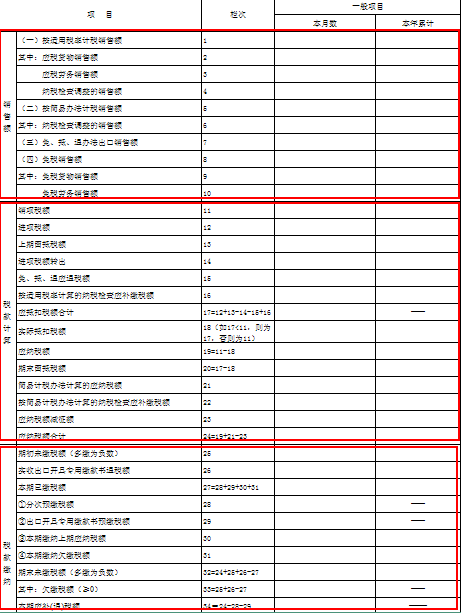 项 目 栏次 一般项目
本月数 本年累计
销售额
（一）按适用税率计税销售额 1
其中：应税货物销售额 2
应税劳务销售额 3
纳税检查调整的销售额 4
（二）按简易办法计税销售额 5
其中：纳税检查调整的销售额 6
（三）免、抵、退办法出口销售额 7
（四）免税销售额 8
其中：免税货物销售额 9
免税劳务销售额 10
税款计算
销项税额 11
进项税额 12
上期留抵税额 13
进项税额转出 14
免、抵、退应退税额 15
按适用税率计算的纳税检查应补缴税额 16
应抵扣税额合计 17=12+13-14-15+16 ——
实际抵扣税额 18（如17<11，则为17，否则为11）
应纳税额 19=11-18
期末留抵税额 20=17-18
简易计税办法计算的应纳税额 21
按简易计税办法计算的纳税检查应补缴税额 22
应纳税额减征额 23
应纳税额合计 24=19+21-23
税款缴纳
期初未缴税额（多缴为负数） 25
实收出口开具专用缴款书退税额 26
本期已缴税额 27=28+29+30+31
①分次预缴税额 28 ——
②出口开具专用缴款书预缴税额 29 ——
③本期缴纳上期应纳税额 30
④本期缴纳欠缴税额 31
期末未缴税额（多缴为负数） 32=24+25+26-27
其中：欠缴税额（≥0） 33=25+26-27 ——
本期应补(退)税额 34＝24-28-29 ——